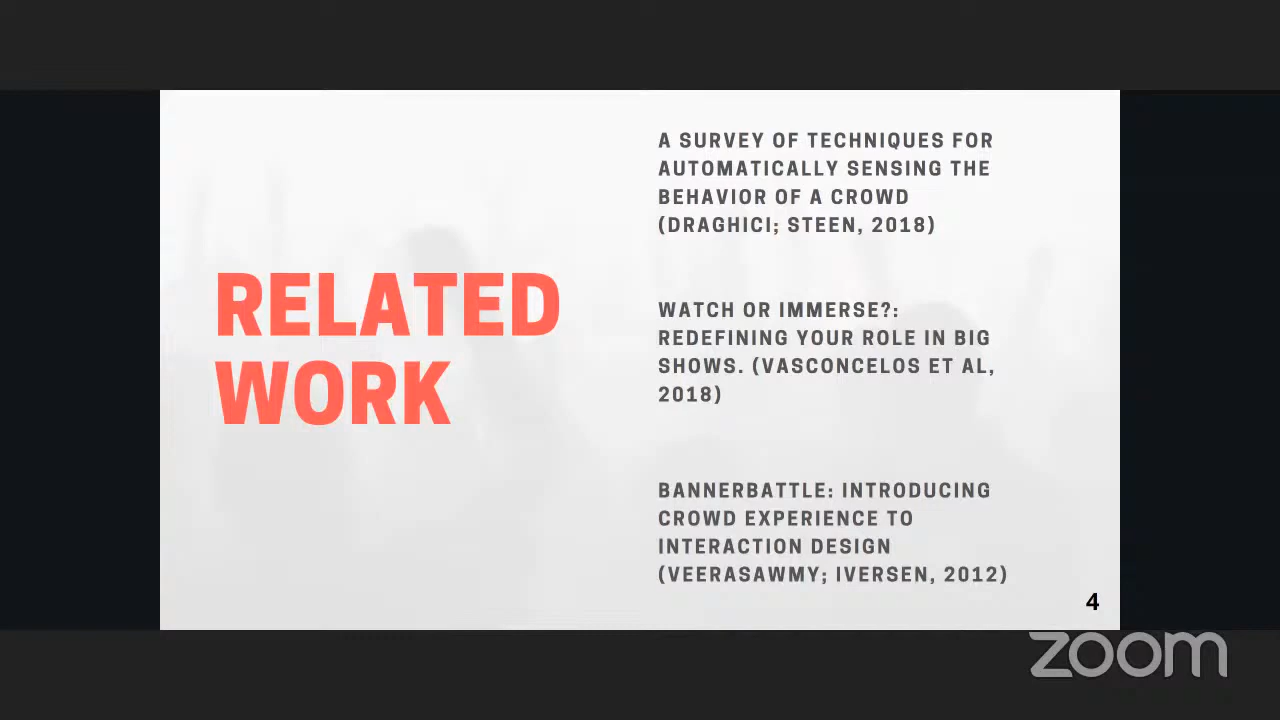 RELATED
WORK
A SURVEY OF TECHNIQUES FOR
AUTOMATICALLY SENSING THE
BEHAVIOR OF A CROWD
(DRAGHICI; STEEN, 2018)
WATCH OR IMMERSE?:
REDEFINING YOUR ROLE IN BIG
SHOWS. (VASCONCELOS ET AL,
2018)
BANNERBATTLE: INTRODUCING
CROWD EXPERIENCE TO
INTERACTION DESIGN
(VEERASAWMY; IVERSEN, 2012)
4
zoom